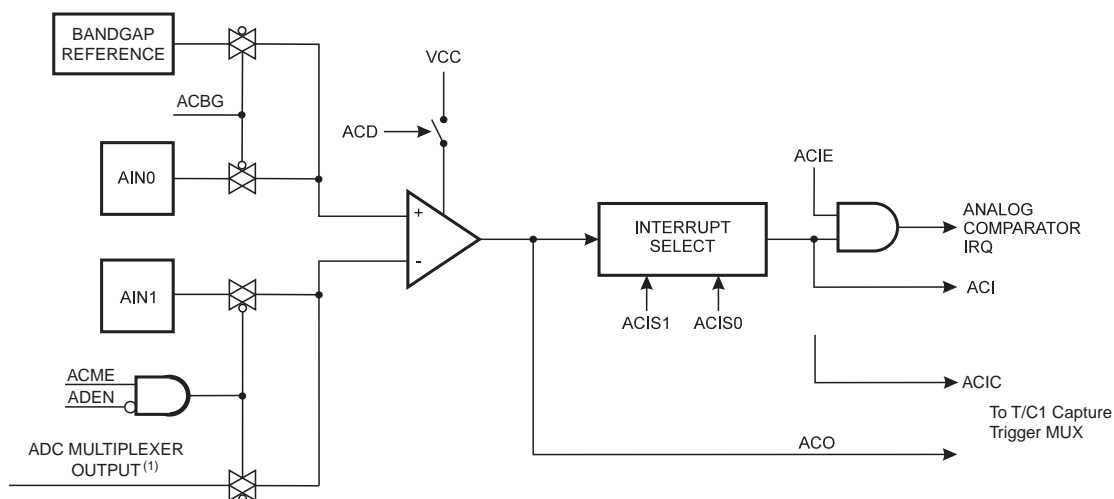 BANDGAP
REFERENCE
VCC
ACBG
ACD
AIN0
ACIE
+
-
INTERRUPT
SELECT
ANALOG
COMPARATOR
IRQ
AIN1
ACI
ACIS1 ACIS0
ACME
ADEN
ACIC
To T/C1 Capture
Trigger MUX
ACO
ADC MULTIPLEXER
OUTPUT (1)